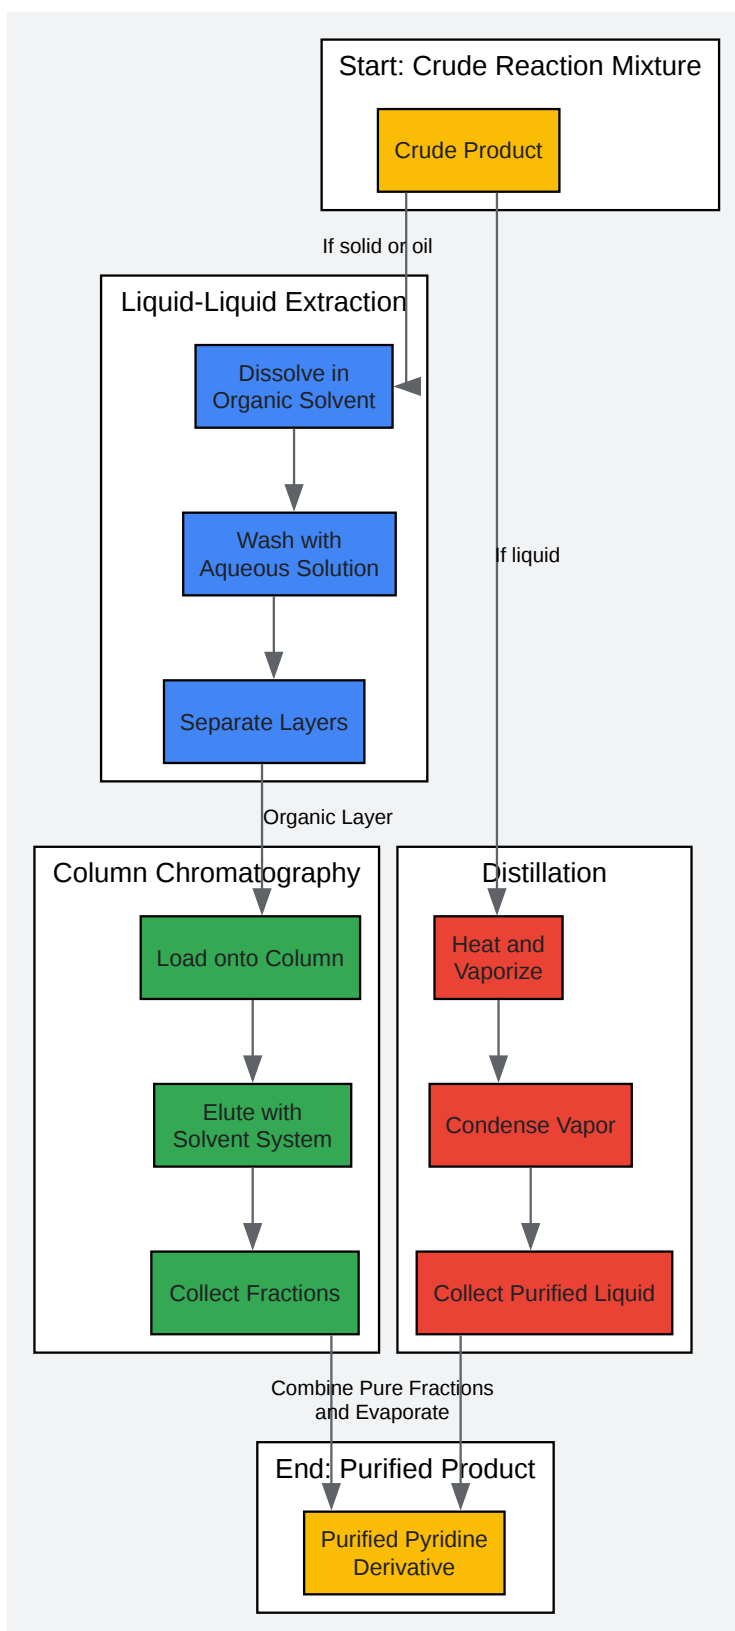 Start: Crude Reaction Mixture
Crude Product
If solid or oil
Liquid-Liquid Extraction
Dissolve in
Organic Solvent
Wash with
Aqueous Solution
If liquid
Separate Layers
Organic Layer
Column Chromatography
Distillation
Load onto Column
Heat and
Vaporize
Elute with
Solvent System
Condense Vapor
Collect Fractions
Collect Purified Liquid
Combine Pure Fractions
and Evaporate
End: Purified Product
Purified Pyridine
Derivative